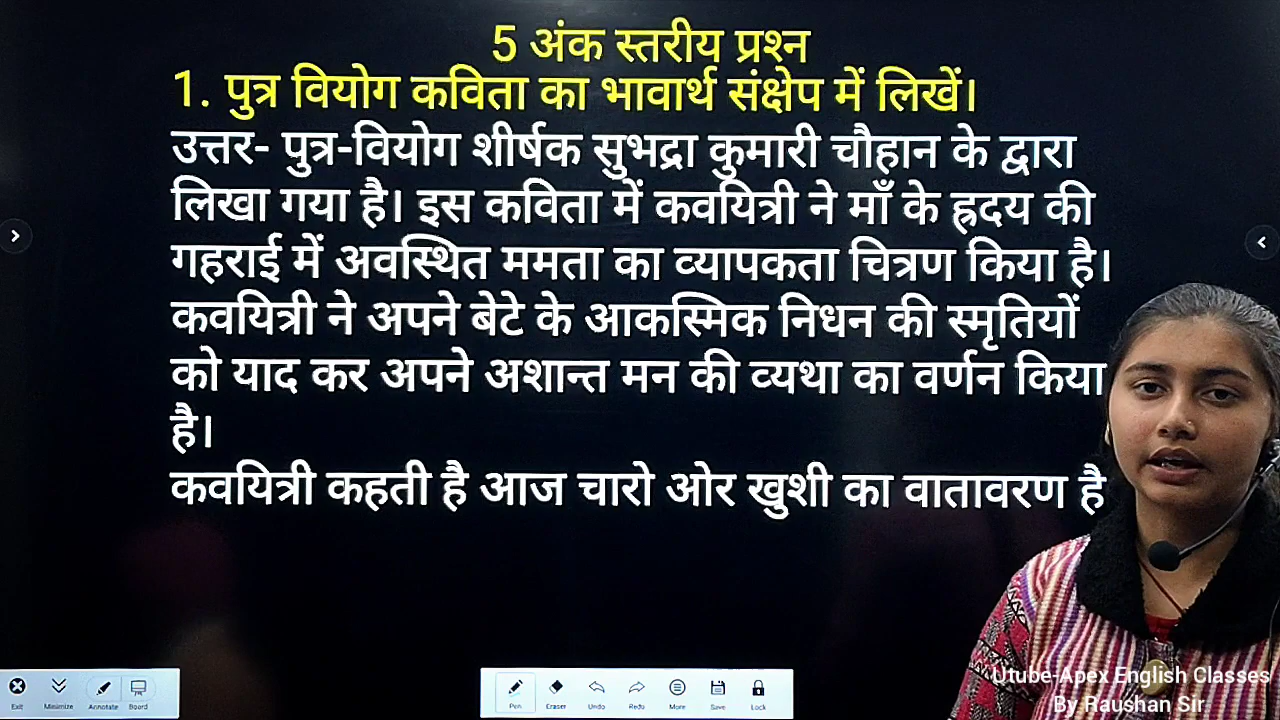 5 अंक स्तरीय प्रश्न
1. पुत्र वियोग कविता का भावार्थ संक्षेप में लिखें।
उत्तर- पुत्र-वियोग शीर्षक सुभद्रा कुमारी चौहान के द्वारा
लिखा गया है। इस कविता में कवयित्री ने माँ के ह्रदय की
गहराई में अवस्थित ममता का व्यापकता चित्रण किया है।
कवयित्री ने अपने बेटे के आकस्मिक निधन की स्मृतियों
को याद कर अपने अशान्त मन की व्यथा का वर्णन किया
है।
कवयित्री कहती है आज चारो ओर खुशी का वातावरण है
Utube-Apex English Classes
By Raushan Sir
Exit Minimize Annotate Board Pen Eraser Undo Redo More Save Lock